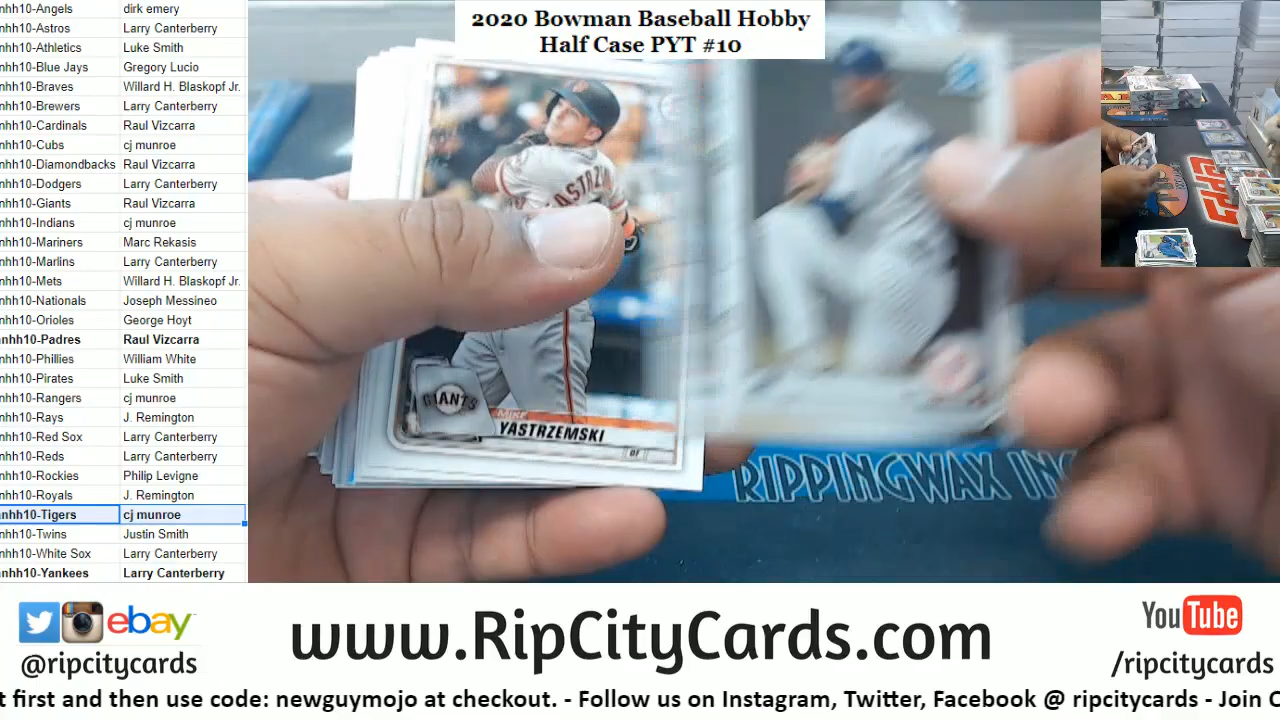 2020 Bowman Baseball Hobby
Half Case PYT #10
nhh10-Angels dirk emery
nhh10-Astros Larry Canterberry
nhh10-Athletics Luke Smith
nhh10-Blue Jays Gregory Lucio
nhh10-Braves Willard H. Blaskopf Jr.
nhh10-Brewers Larry Canterberry
nhh10-Cardinals Raul Vizcarra
nhh10-Cubs cj munroe
nhh10-Diamondbacks Raul Vizcarra
nhh10-Dodgers Larry Canterberry
nhh10-Giants Raul Vizcarra
nhh10-Indians cj munroe
nhh10-Mariners Marc Rekasis
nhh10-Marlins Larry Canterberry
nhh10-Mets Willard H. Blaskopf Jr.
nhh10-Nationals Joseph Messineo
nhh10-Orioles George Hoyt
nhh10-Padres Raul Vizcarra
nhh10-Phillies William White
nhh10-Pirates Luke Smith
nhh10-Rangers cj munroe
nhh10-Rays J. Remington
nhh10-Red Sox Larry Canterberry
nhh10-Reds Larry Canterberry
nhh10-Rockies Philip Levigne
nhh10-Royals J. Remington
nhh10-Tigers cj munroe
nhh10-Twins Justin Smith
nhh10-White Sox Larry Canterberry
nhh10-Yankees Larry Canterberry
GIANTS
MIKE
YASTRZEMSKI
OF
RIPPINGWAX INC
ebay
@ripcitycards
www.RipCityCards.com
YouTube
/ripcitycards
t first and then use code: newguymojo at checkout. - Follow us on Instagram, Twitter, Facebook @ ripcitycards - Join